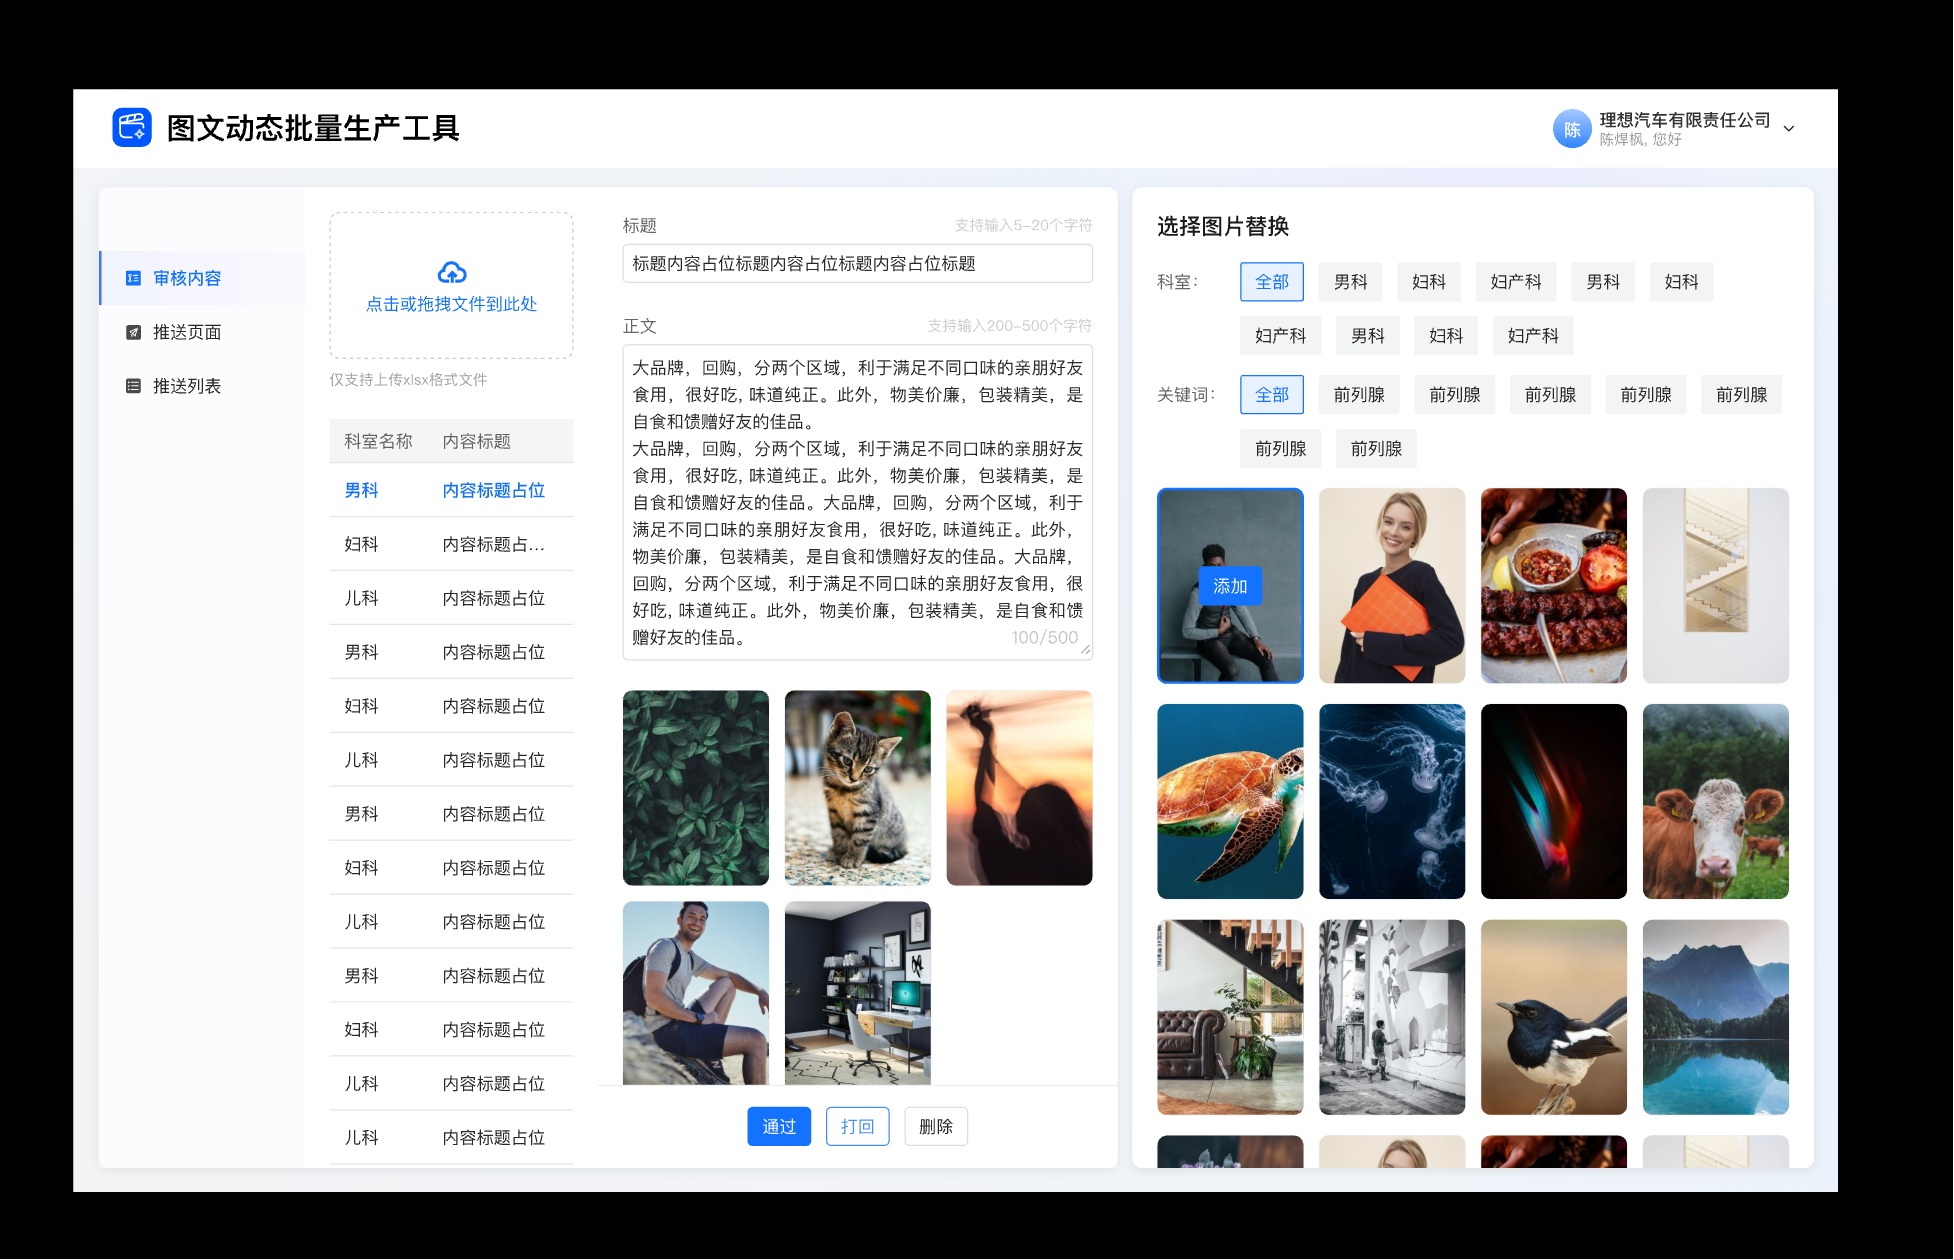 图文动态批量生产工具
陈
理想汽车有限责任公司
陈焊枫, 您好
审核内容
推送页面
推送列表
点击或拖拽文件到此处
仅支持上传xlsx格式文件
科室名称 内容标题
男科 内容标题占位
妇科 内容标题占...
儿科 内容标题占位
男科 内容标题占位
妇科 内容标题占位
儿科 内容标题占位
男科 内容标题占位
妇科 内容标题占位
儿科 内容标题占位
男科 内容标题占位
妇科 内容标题占位
儿科 内容标题占位
儿科 内容标题占位
标题 支持输入5-20个字符
标题内容占位标题内容占位标题内容占位标题
正文 支持输入200-500个字符
大品牌，回购，分两个区域，利于满足不同口味的亲朋好友
食用，很好吃, 味道纯正。此外，物美价廉，包装精美，是
自食和馈赠好友的佳品。
大品牌，回购，分两个区域，利于满足不同口味的亲朋好友
食用，很好吃, 味道纯正。此外，物美价廉，包装精美，是
自食和馈赠好友的佳品。大品牌，回购，分两个区域，利于
满足不同口味的亲朋好友食用，很好吃, 味道纯正。此外，
物美价廉，包装精美，是自食和馈赠好友的佳品。大品牌，
回购，分两个区域，利于满足不同口味的亲朋好友食用，很
好吃, 味道纯正。此外，物美价廉，包装精美，是自食和馈
赠好友的佳品。
100/500
通过 打回 删除
选择图片替换
科室： 全部 男科 妇科 妇产科 男科 妇科
妇产科 男科 妇科 妇产科
关键词： 全部 前列腺 前列腺 前列腺 前列腺 前列腺
前列腺 前列腺
添加